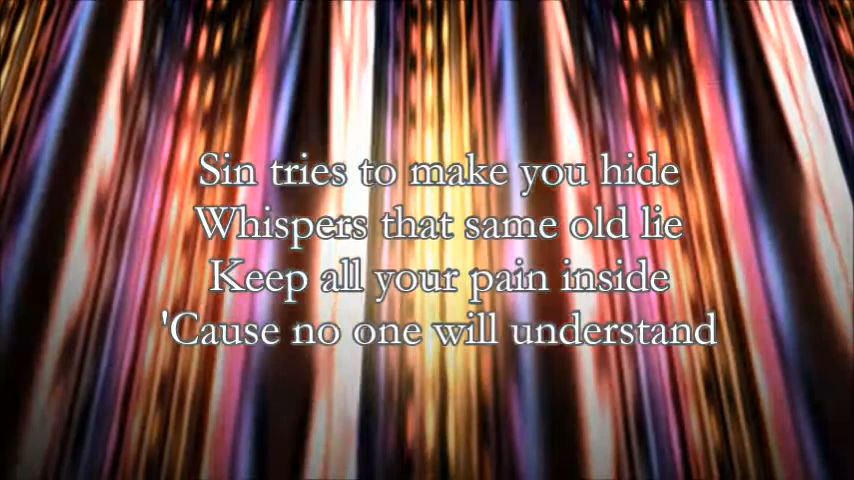 Sin tries to make you hide
Whispers that same old lie
Keep all your pain inside
'Cause no one will understand